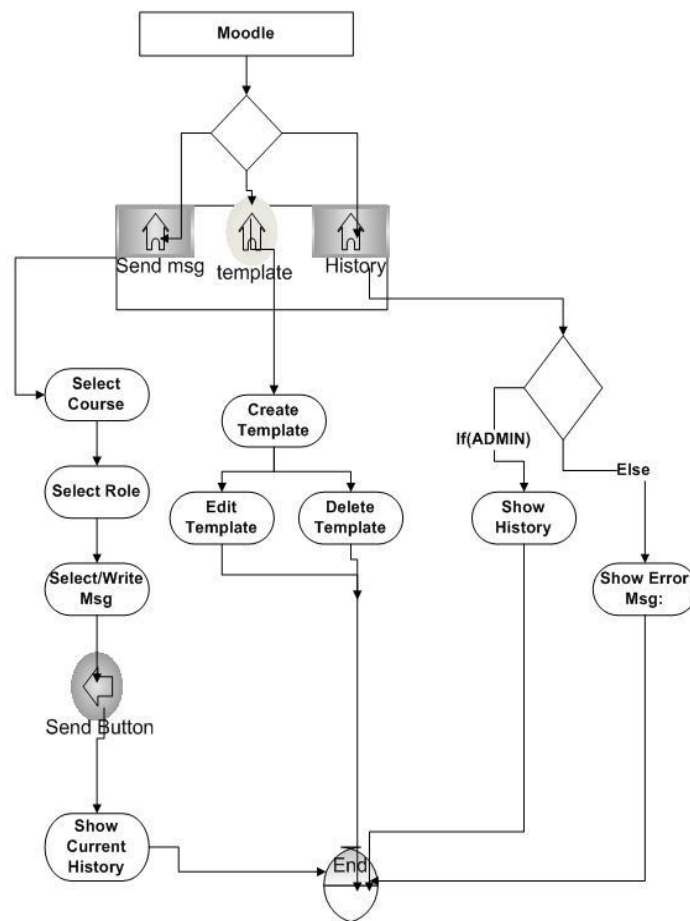 Moodle
Send msg
template
History
Select
Course
Create
Template
If(ADMIN)
Else
Select Role
Edit
Template
Delete
Template
Show
History
Select/Write
Msg
Show Error
Msg:
Send Button
Show
Current
History
End